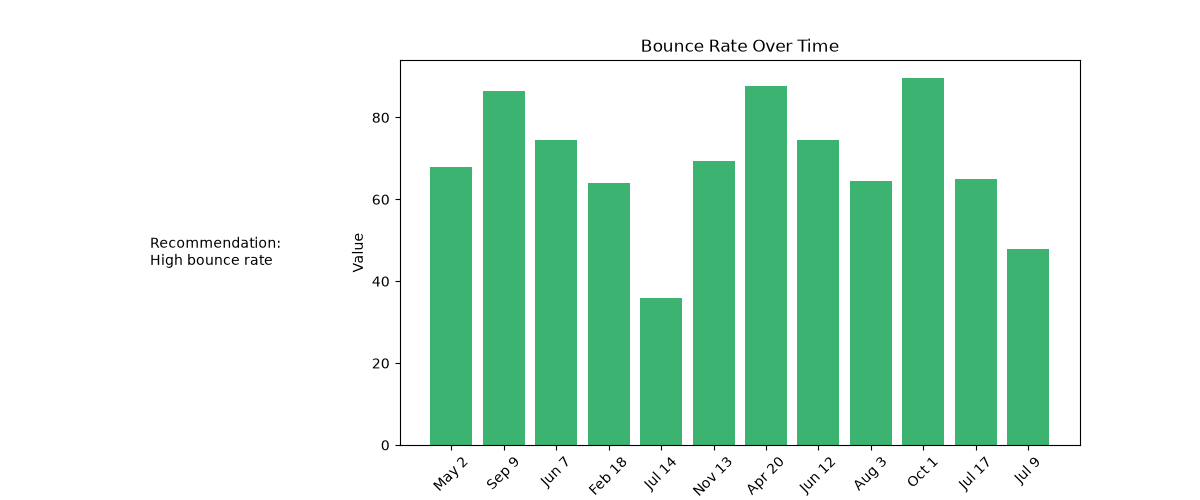 Bounce Rate Over Time
Recommendation:
High bounce rate
Value
80
60
40
20
0
May 2
Sep 9
Jun 7
Feb 18
Jul 14
Nov 13
Apr 20
Jun 12
Aug 3
Oct 1
Jul 17
Jul 9